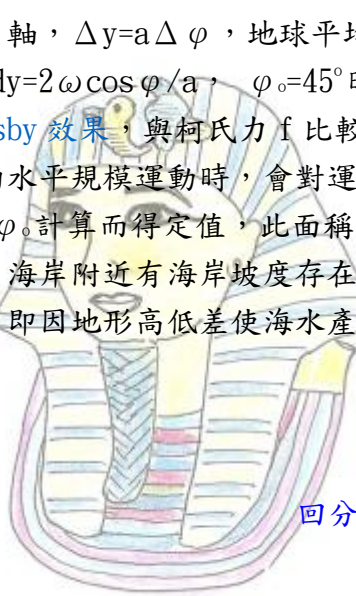 軸，Δy=aΔφ，地球平均
dy=2ωcosφ/a， φ₀=45°
sby 效果，與柯氏力 f 比較
水平規模運動時，會對運
φ₀計算而得定值，此面稱
海岸附近有海岸坡度存在
即因地形高低差使海水產
回分